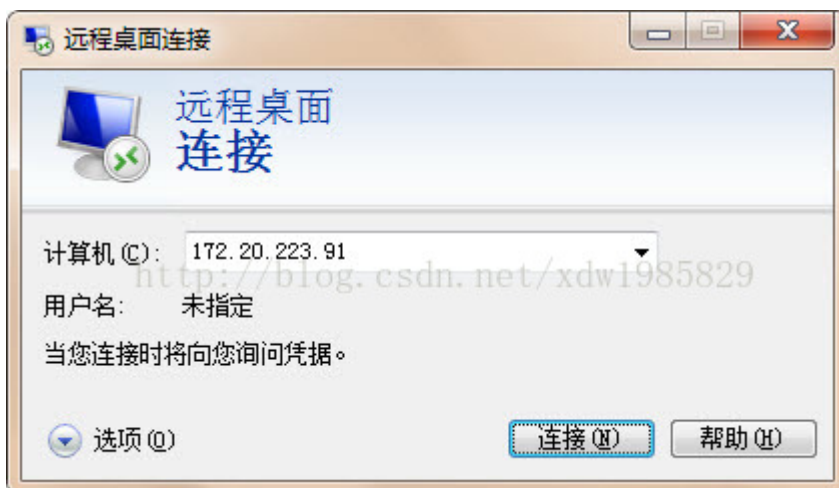 远程桌面连接
远程桌面
连接
计算机(C): 172.20.223.91
http://blog.csdn.net/xdw1985829
用户名: 未指定
当您连接时将向您询问凭据。
选项(O)
连接(N)
帮助(H)